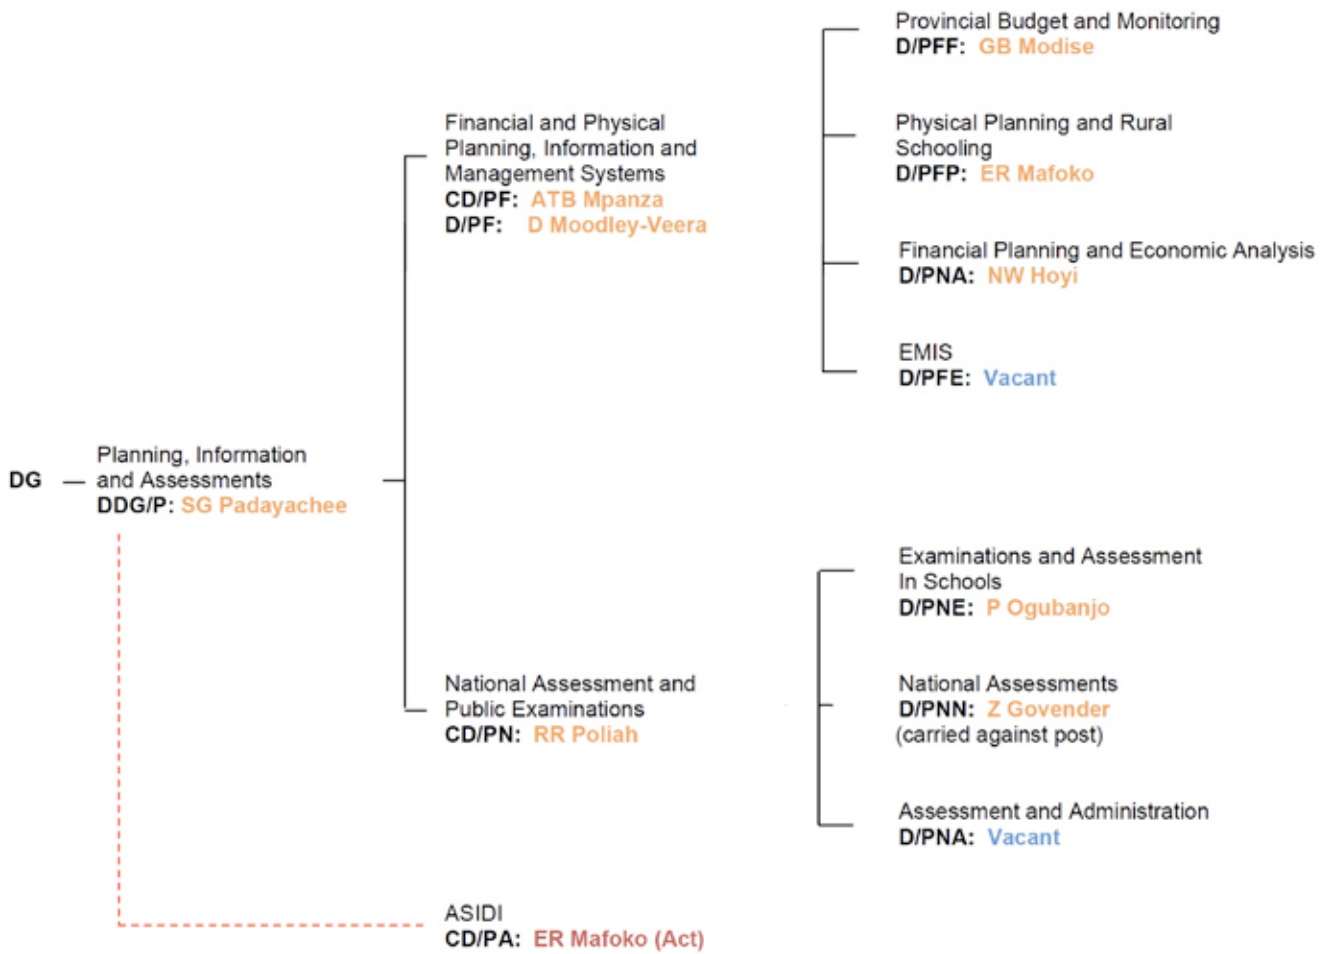 DG
Planning, Information
and Assessments
DDG/P: SG Padayachee
Financial and Physical
Planning, Information and
Management Systems
CD/PF: ATB Mpanza
D/PF: D Moodley-Veera
Provincial Budget and Monitoring
D/PFF: GB Modise
Physical Planning and Rural
Schooling
D/PFP: ER Mafoko
Financial Planning and Economic Analysis
D/PNA: NW Hoyi
EMIS
D/PFE: Vacant
National Assessment and
Public Examinations
CD/PN: RR Poliah
Examinations and Assessment
In Schools
D/PNE: P Ogubanjo
National Assessments
D/PNN: Z Govender
(carried against post)
Assessment and Administration
D/PNA: Vacant
ASIDI
CD/PA: ER Mafoko (Act)